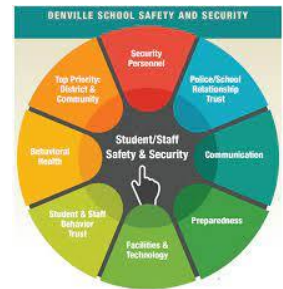 DENVILLE SCHOOL SAFETY AND SECURITY
Security
Personnel
Top Priority:
District &
Community
Police/School
Relationship
Trust
Student/Staff
Safety & Security
Behavioral
Health
Communication
Student & Staff
Behavior
Trust
Preparedness
Facilities &
Technology